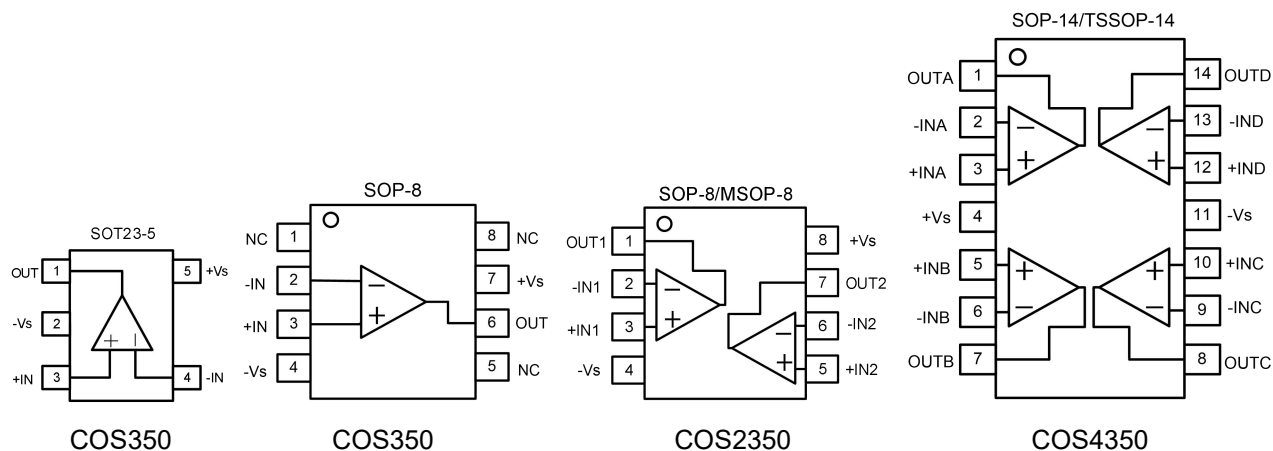 SOT23-5
OUT 1 5 +Vs
-Vs 2
+IN 3 + - 4 -IN
COS350
SOP-8
NC 1 8 NC
-IN 2 - 7 +Vs
+IN 3 + 6 OUT
-Vs 4 5 NC
COS350
SOP-8/MSOP-8
OUT1 1 8 +Vs
-IN1 2 - 7 OUT2
+IN1 3 + - 6 -IN2
-Vs 4 + 5 +IN2
COS2350
SOP-14/TSSOP-14
OUTA 1 14 OUTD
-INA 2 - - 13 -IND
+INA 3 + + 12 +IND
+Vs 4 11 -Vs
+INB 5 + + 10 +INC
-INB 6 - - 9 -INC
OUTB 7 8 OUTC
COS4350